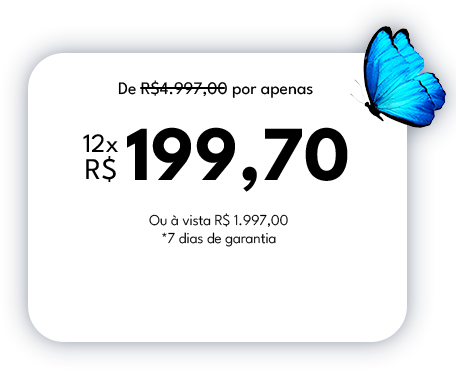 De R$4.997,00 por apenas
12x
R$ 199,70
Ou à vista R$ 1.997,00
*7 dias de garantia